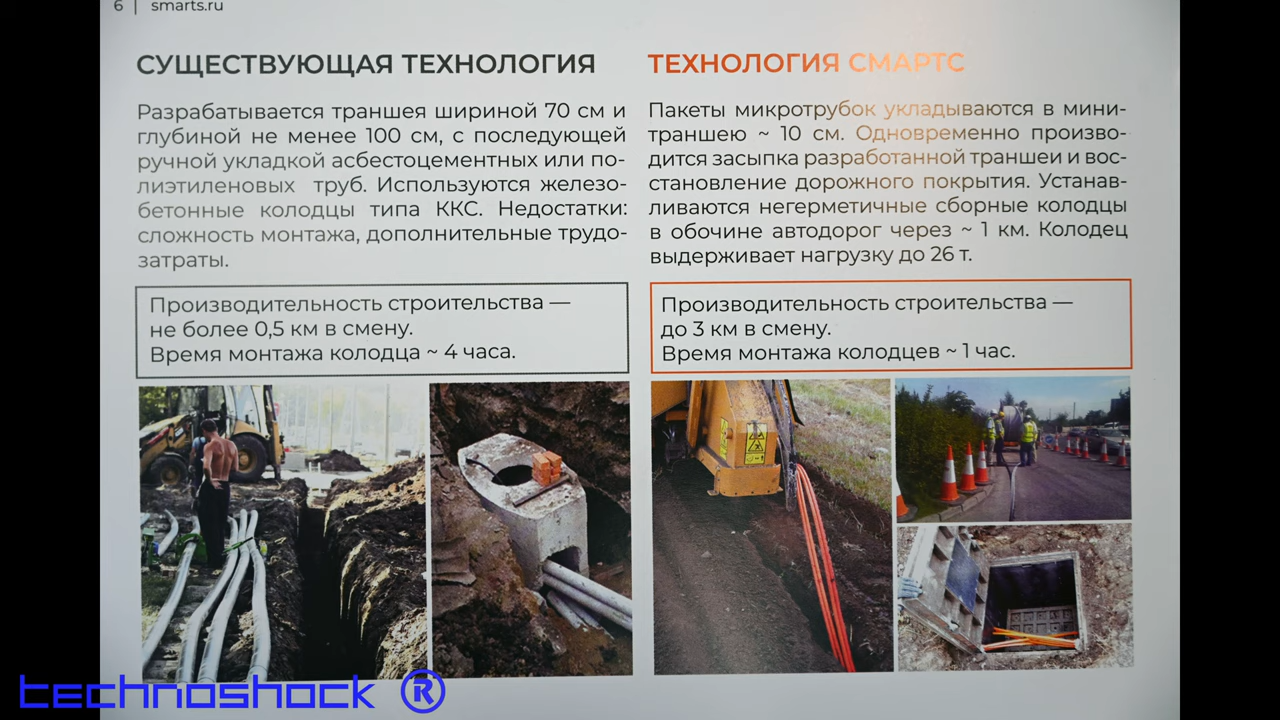 6 | smarts.ru
СУЩЕСТВУЮЩАЯ ТЕХНОЛОГИЯ
Разрабатывается траншея шириной 70 см и
глубиной не менее 100 см, с последующей
ручной укладкой асбестоцементных или по-
лиэтиленовых труб. Используются железо-
бетонные колодцы типа ККС. Недостатки:
сложность монтажа, дополнительные трудо-
затраты.
Производительность строительства —
не более 0,5 км в смену.
Время монтажа колодца ~ 4 часа.
ТЕХНОЛОГИЯ СМАРТС
Пакеты микротрубок укладываются в мини-
траншею ~ 10 см. Одновременно произво-
дится засыпка разработанной траншеи и вос-
становление дорожного покрытия. Устанав-
ливаются негерметичные сборные колодцы
в обочине автодорог через ~ 1 км. Колодец
выдерживает нагрузку до 26 т.
Производительность строительства —
до 3 км в смену.
Время монтажа колодцев ~ 1 час.
technoshock ®